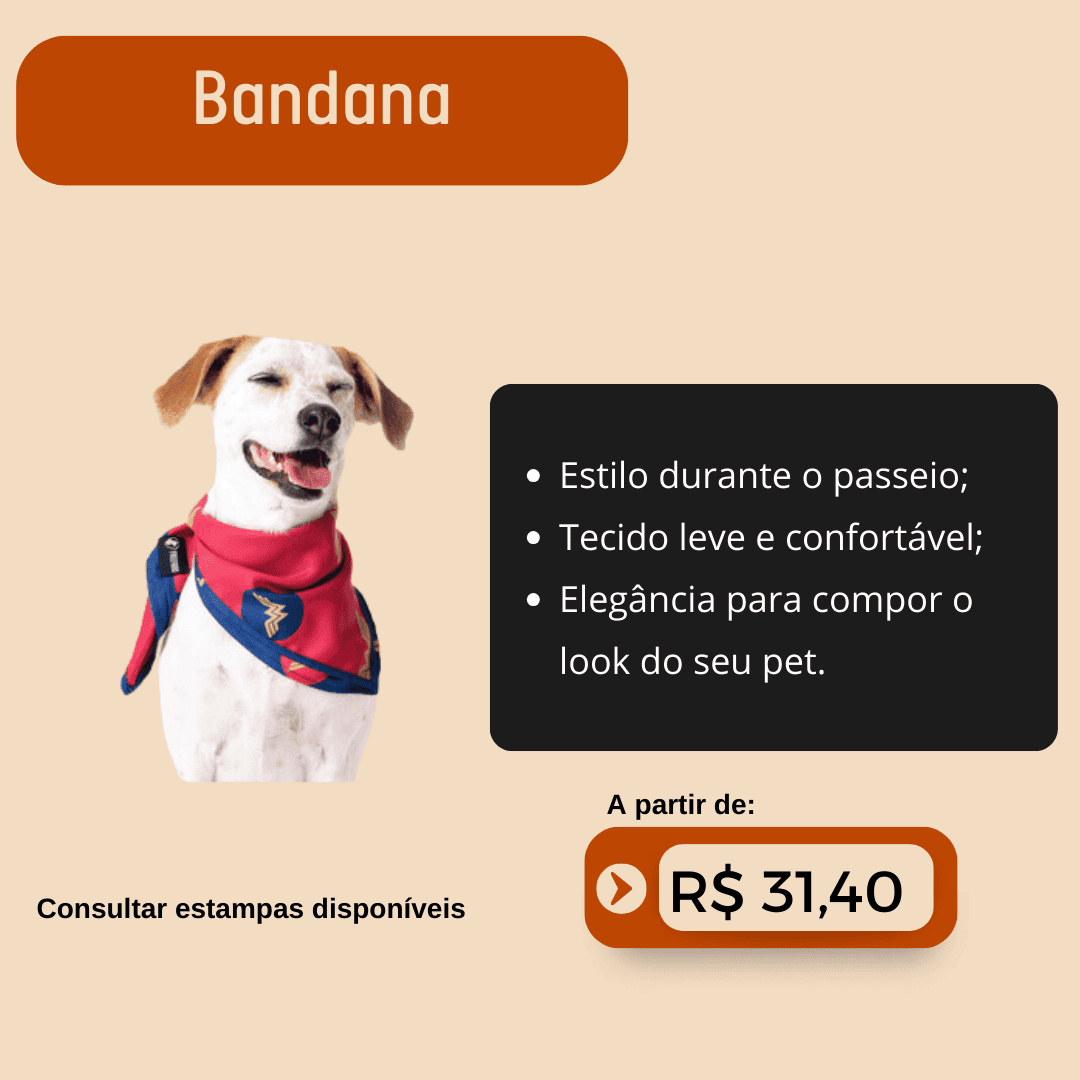 Bandana
Estilo durante o passeio;
Tecido leve e confortável;
Elegância para compor o
look do seu pet.
A partir de:
R$ 31,40
Consultar estampas disponíveis